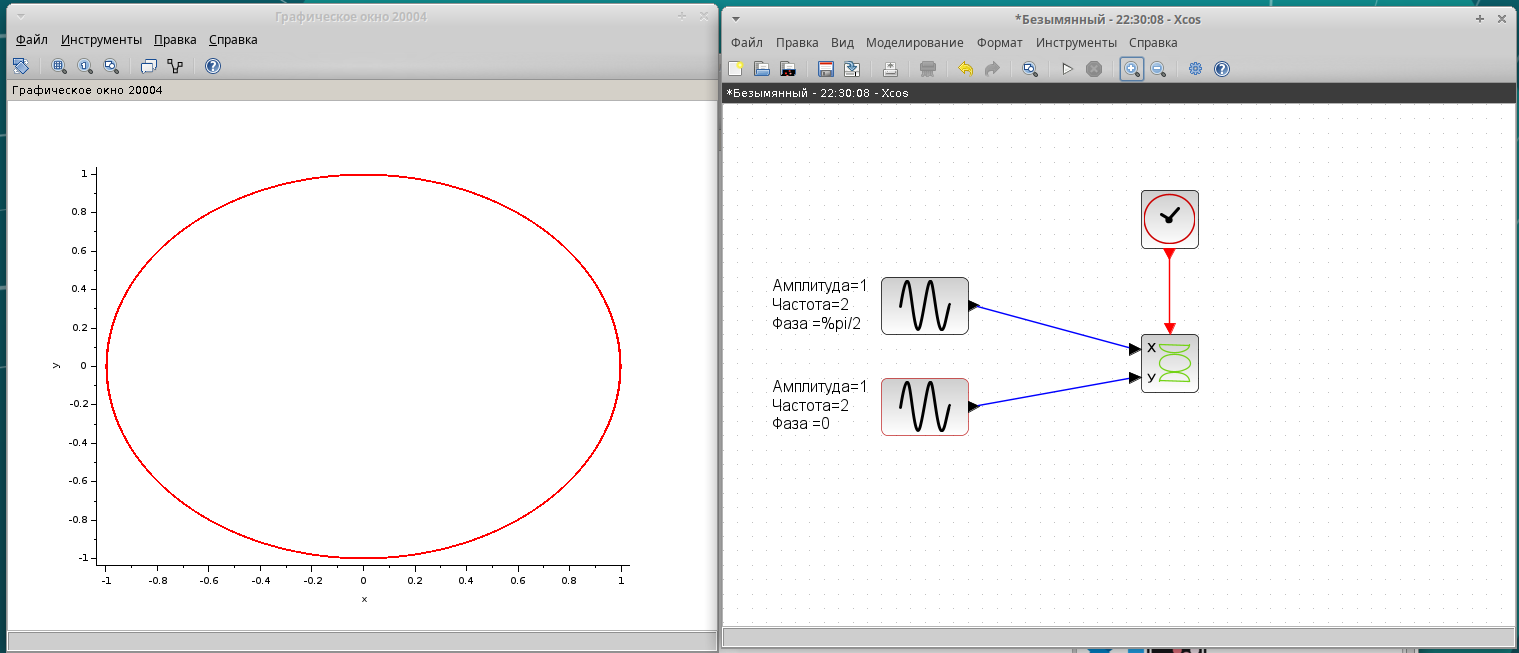 Графическое окно 20004
Файл Инструменты Правка Справка
Графическое окно 20004
1
0.8
0.6
0.4
0.2
0
-0.2
-0.4
-0.6
-0.8
-1
y
-1 -0.8 -0.6 -0.4 -0.2 0 0.2 0.4 0.6 0.8 1
x
*Безымянный - 22:30:08 - Xcos
Файл Правка Вид Моделирование Формат Инструменты Справка
*Безымянный - 22:30:08 - Xcos
Амплитуда=1
Частота=2
Фаза =%pi/2
Амплитуда=1
Частота=2
Фаза =0
X
y